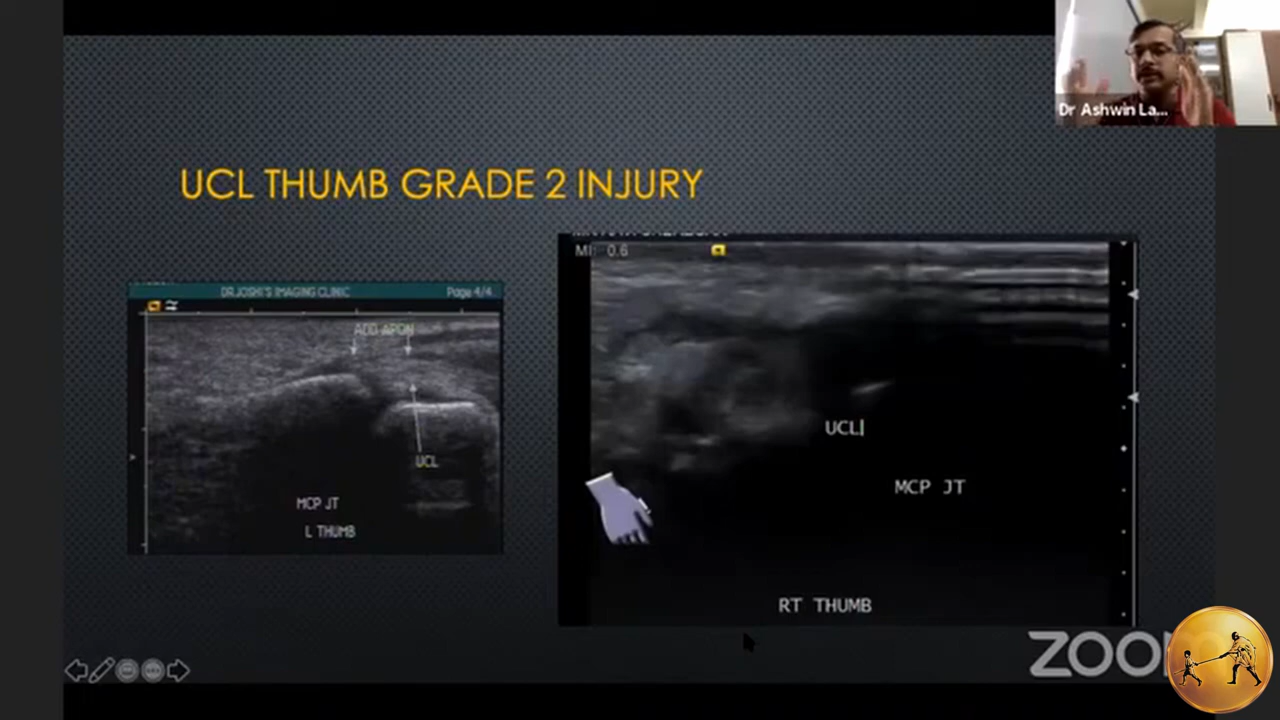 Dr Ashwin La...
UCL THUMB GRADE 2 INJURY
DR.JOSHI'S IMAGING CLINIC
Page 4/4
ADD APON
UCL
MCP JT
L THUMB
MI: 0.6
UCL
MCP JT
RT THUMB
ZOO